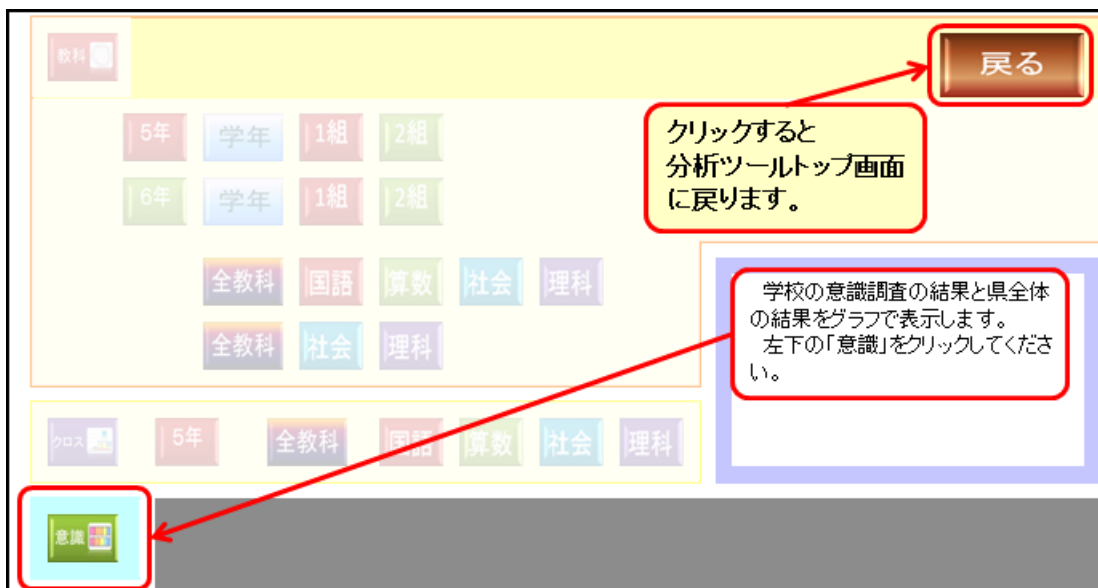 教科
戻る
クリックすると
分析ツールトップ画面
に戻ります。
5年 学年 1組 2組
6年 学年 1組 2組
全教科 国語 算数 社会 理科
全教科 社会 理科
学校の意識調査の結果と県全体
の結果をグラフで表示します。
左下の「意識」をクリックしてくださ
い。
クロス 5年 全教科 国語 算数 社会 理科
意識